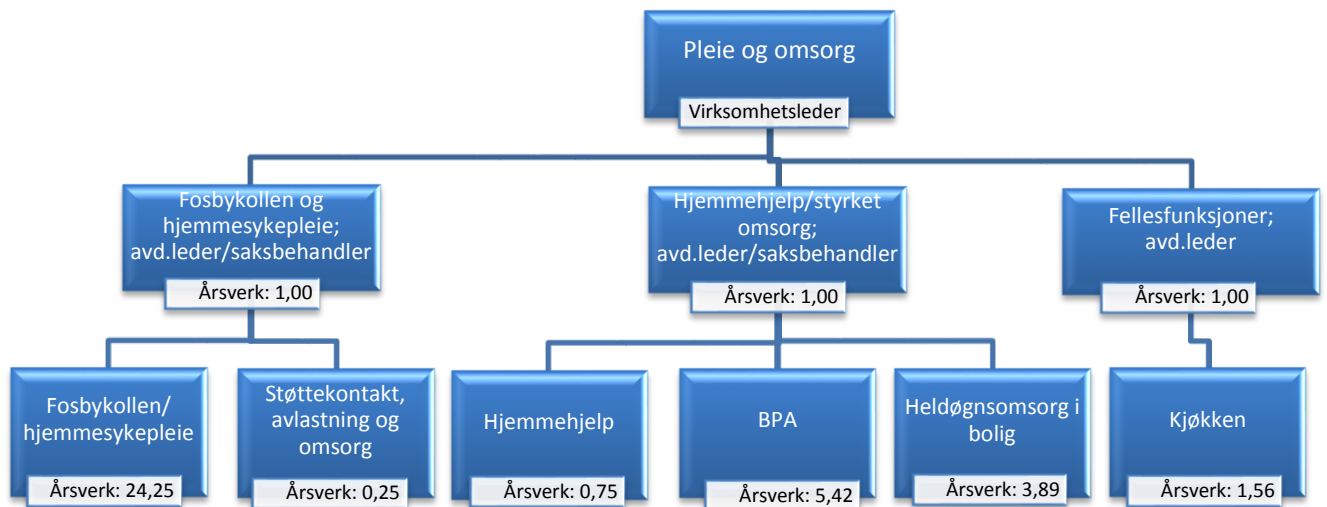 Pleie og omsorg
Virksomhetsleder
Fosbykollen og
hjemmesykepleie;
avd.leder/saksbehandler
Årsverk: 1,00
Hjemmehjelp/styrket
omsorg;
avd.leder/saksbehandler
Årsverk: 1,00
Fellesfunksjoner;
avd.leder
Årsverk: 1,00
Fosbykollen/
hjemmesykepleie
Årsverk: 24,25
Støttekontakt,
avlastning og
omsorg
Årsverk: 0,25
Hjemmehjelp
Årsverk: 0,75
BPA
Årsverk: 5,42
Heldøgnsomsorg i
bolig
Årsverk: 3,89
Kjøkken
Årsverk: 1,56